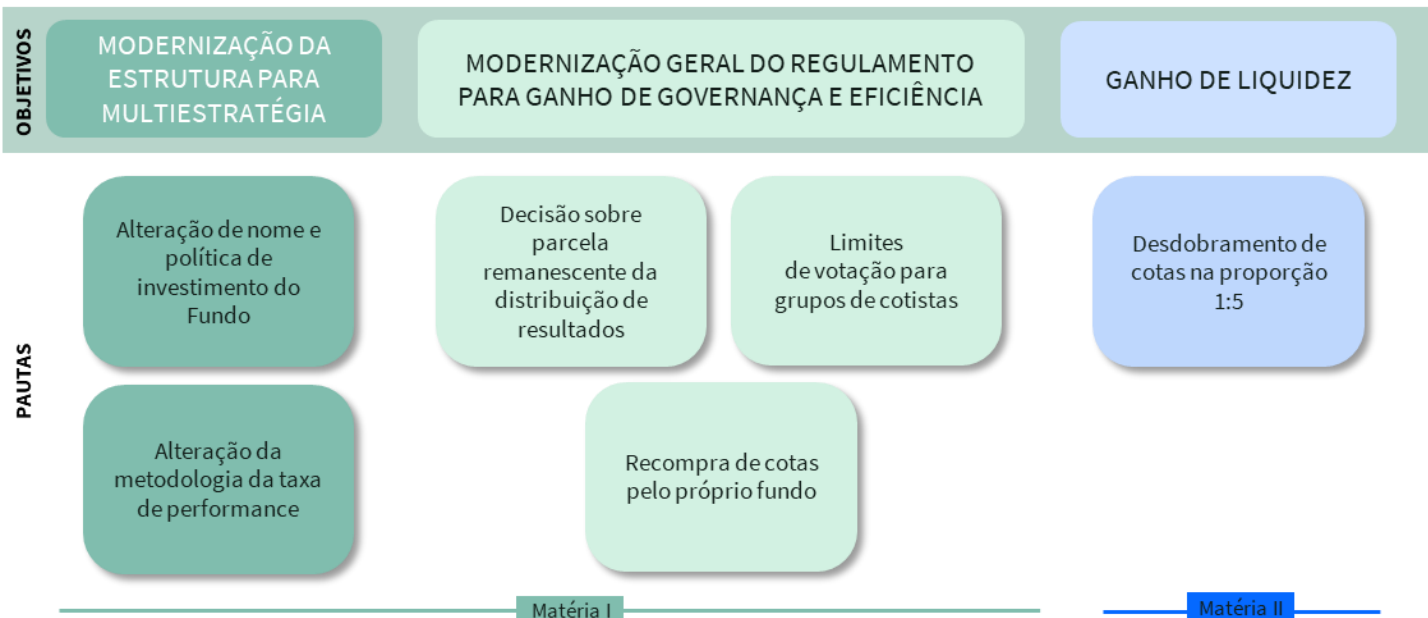 OBJETIVOS
MODERNIZAÇÃO DA
ESTRUTURA PARA
MULTIESTRATÉGIA
MODERNIZAÇÃO GERAL DO REGULAMENTO
PARA GANHO DE GOVERNANÇA E EFICIÊNCIA
GANHO DE LIQUIDEZ
PAUTAS
Alteração de nome e
política de
investimento do
Fundo
Decisão sobre
parcela
remanescente da
distribuição de
resultados
Limites
de votação para
grupos de cotistas
Desdobramento de
cotas na proporção
1:5
Alteração da
metodologia da taxa
de performance
Recompra de cotas
pelo próprio fundo
Matéria I
Matéria II